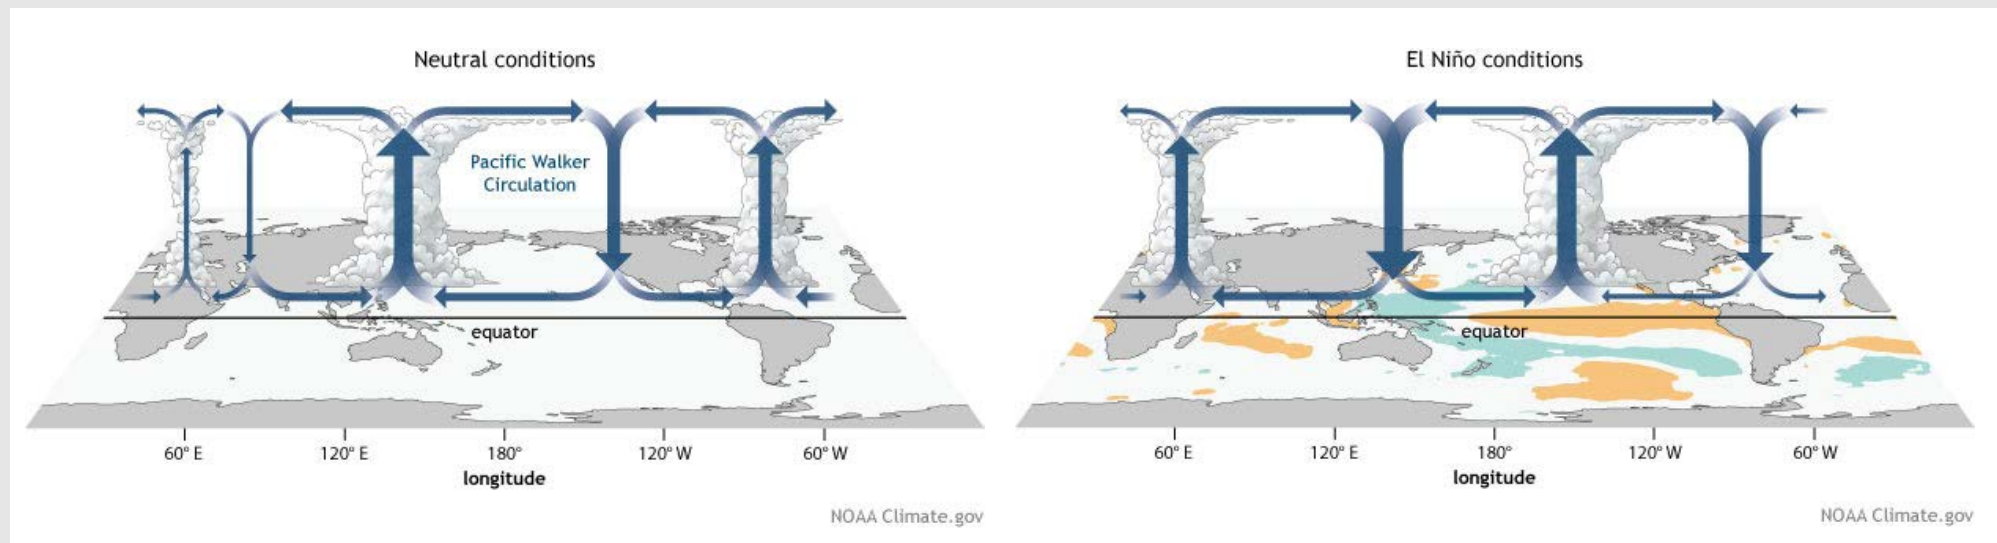 Neutral conditions
Pacific Walker
Circulation
equator
60° E 120° E 180° 120° W 60° W
longitude
NOAA Climate.gov
El Niño conditions
equator
60° E 120° E 180° 120° W 60° W
longitude
NOAA Climate.gov